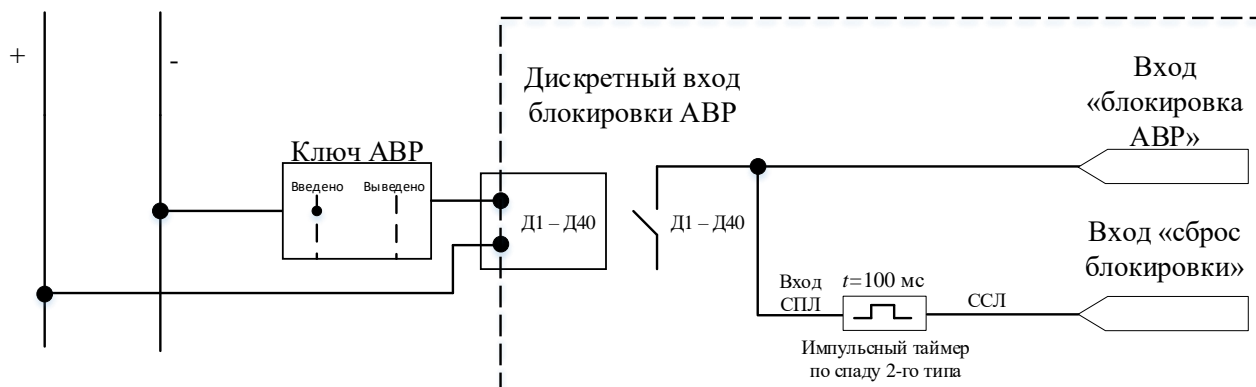 +
-
Дискретный вход
блокировки АВР
Вход
«блокировка
АВР»
Ключ АВР
Введено
Выведено
Д1 – Д40
Д1 – Д40
Вход «сброс
блокировки»
Вход
СПЛ
t=100 мс
ССЛ
Импульсный таймер
по спаду 2-го типа